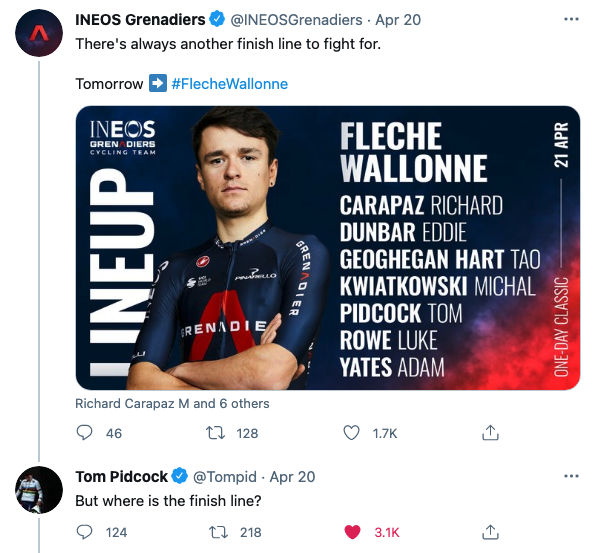 INEOS Grenadiers @INEOSGrenadiers · Apr 20
There's always another finish line to fight for.
Tomorrow ➡️ #FlecheWallonne
INEOS
GRENADIERS
CYCLING TEAM
LINEUP
GRENADIER
PINARELLO
GRENADIE
FLECHE
WALLONNE
CARAPAZ RICHARD
DUNBAR EDDIE
GEOGHEGAN HART TAO
KWIATKOWSKI MICHAL
PIDCOCK TOM
ROWE LUKE
YATES ADAM
21 APR
ONE-DAY CLASSIC
Richard Carapaz M and 6 others
46 128 1.7K
Tom Pidcock @Tompid · Apr 20
But where is the finish line?
124 218 3.1K